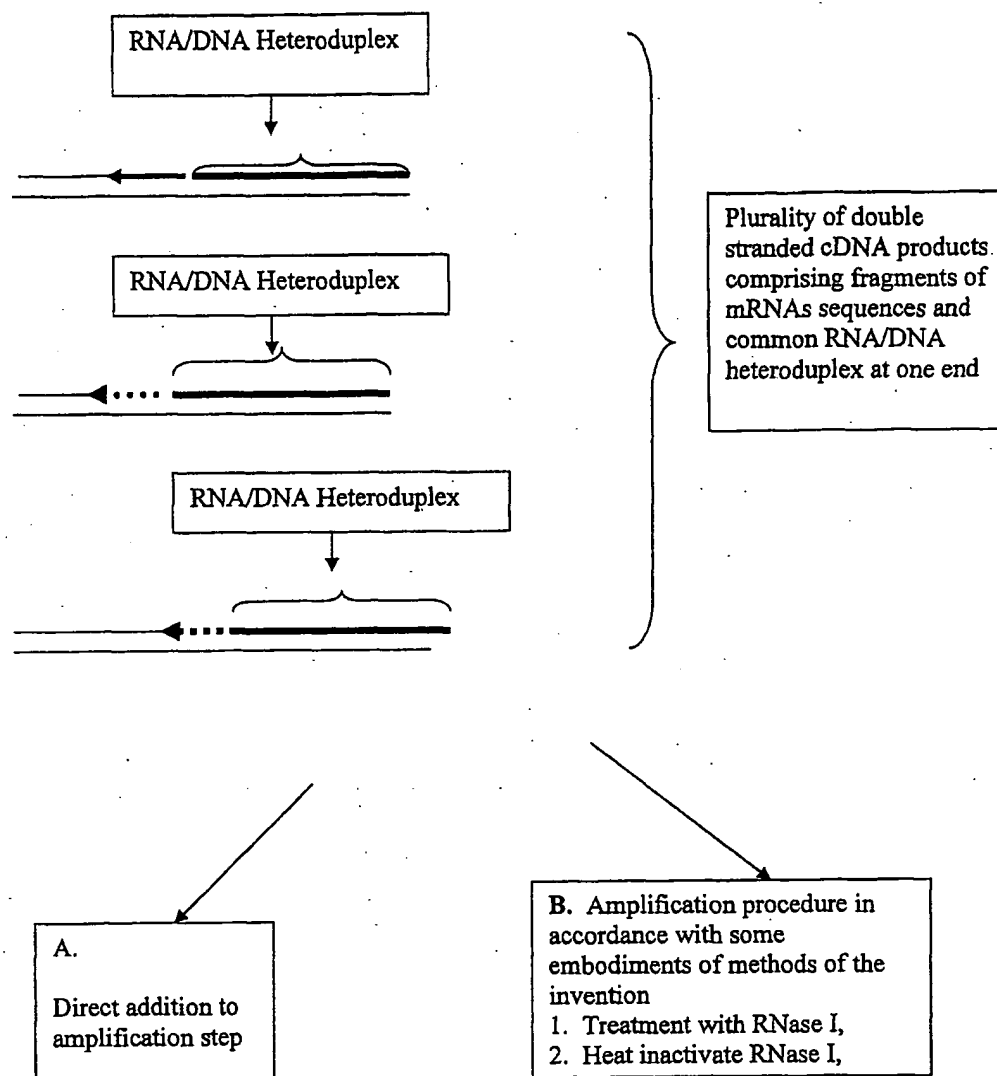 RNA/DNA Heteroduplex
RNA/DNA Heteroduplex
RNA/DNA Heteroduplex
Plurality of double
stranded cDNA products
comprising fragments of
mRNAs sequences and
common RNA/DNA
heteroduplex at one end
A.
Direct addition to
amplification step
B. Amplification procedure in
accordance with some
embodiments of methods of the
invention
1. Treatment with RNase I,
2. Heat inactivate RNase I,